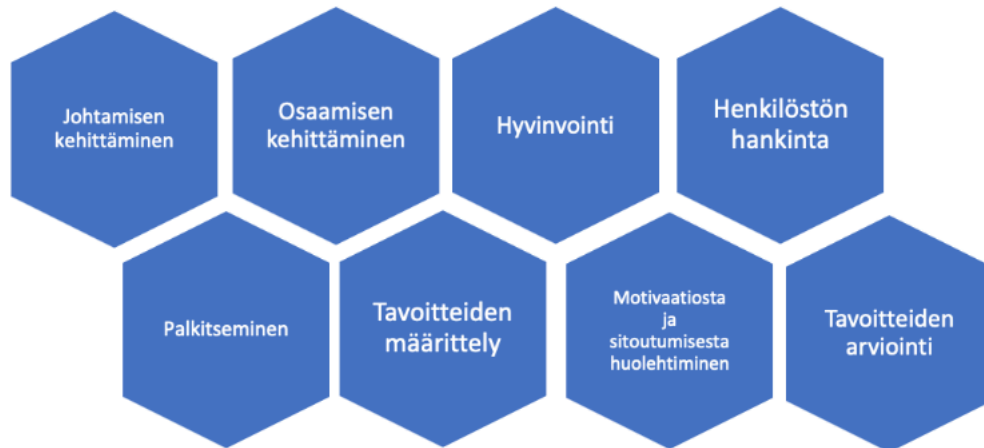 Johtamisen
kehittäminen
Osaamisen
kehittäminen
Hyvinvointi
Henkilöstön
hankinta
Palkitseminen
Tavoitteiden
määrittely
Motivaatiosta
ja
sitoutumisesta
huolehtiminen
Tavoitteiden
arviointi